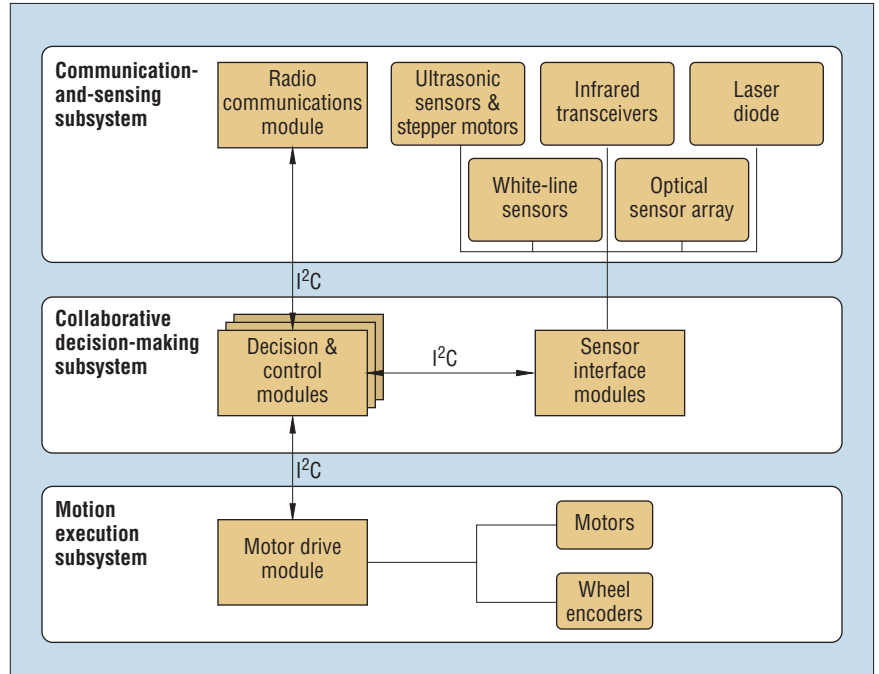 Communication-
and-sensing
subsystem
Radio
communications
module
Ultrasonic
sensors &
stepper motors
Infrared
transceivers
Laser
diode
White-line
sensors
Optical
sensor array
I²C
Collaborative
decision-making
subsystem
Decision &
control
modules
I²C
Sensor
interface
modules
I²C
Motion
execution
subsystem
Motor drive
module
Motors
Wheel
encoders